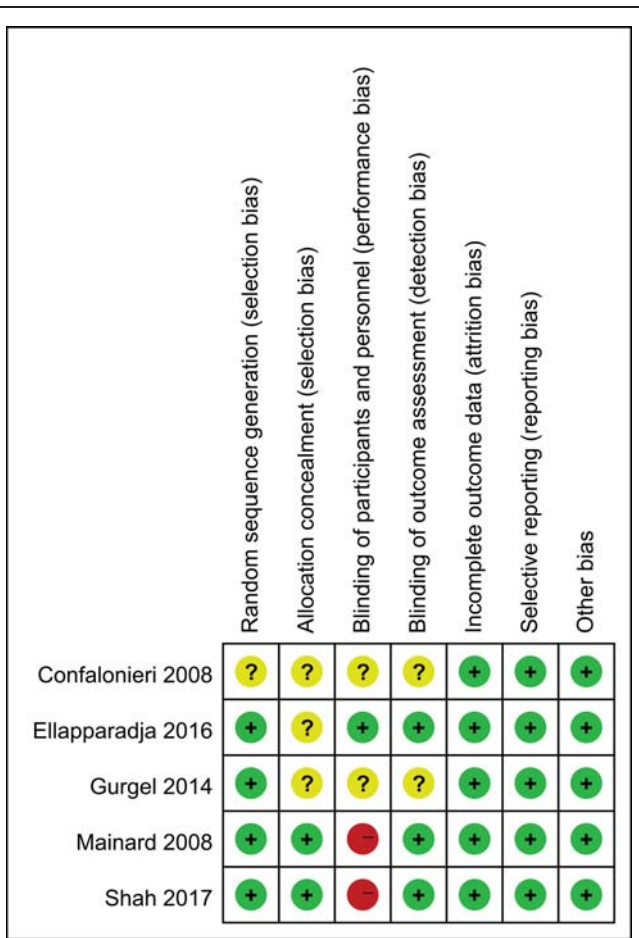 Random sequence generation (selection bias)
Allocation concealment (selection bias)
Blinding of participants and personnel (performance bias)
Blinding of outcome assessment (detection bias)
Incomplete outcome data (attrition bias)
Selective reporting (reporting bias)
Other bias
Confalonieri 2008 ? ? ? ? + + +
Ellapparadja 2016 + ? + + + + +
Gurgel 2014 + ? ? ? + + +
Mainard 2008 + + - + + + +
Shah 2017 + + - + + + +